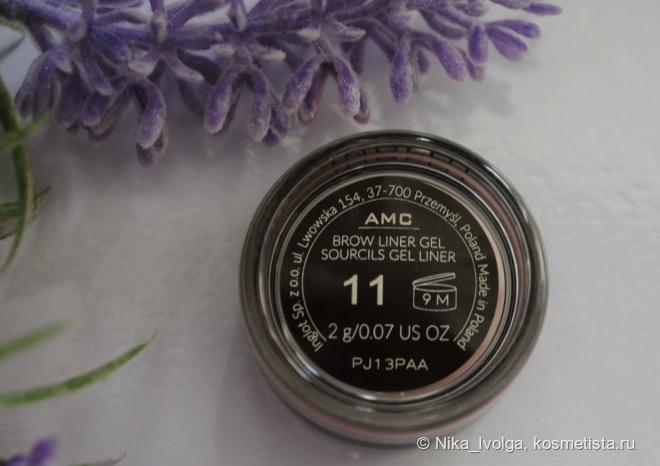 Inglot Sp. z o.o. ul. Lwowska 154, 37-700 Przemyśl, Poland Made in Poland
AMC
BROW LINER GEL
SOURCILS GEL LINER
11
9 M
2 g/0.07 US OZ
PJ13PAA
© Nika_Ivolga, kosmetista.ru